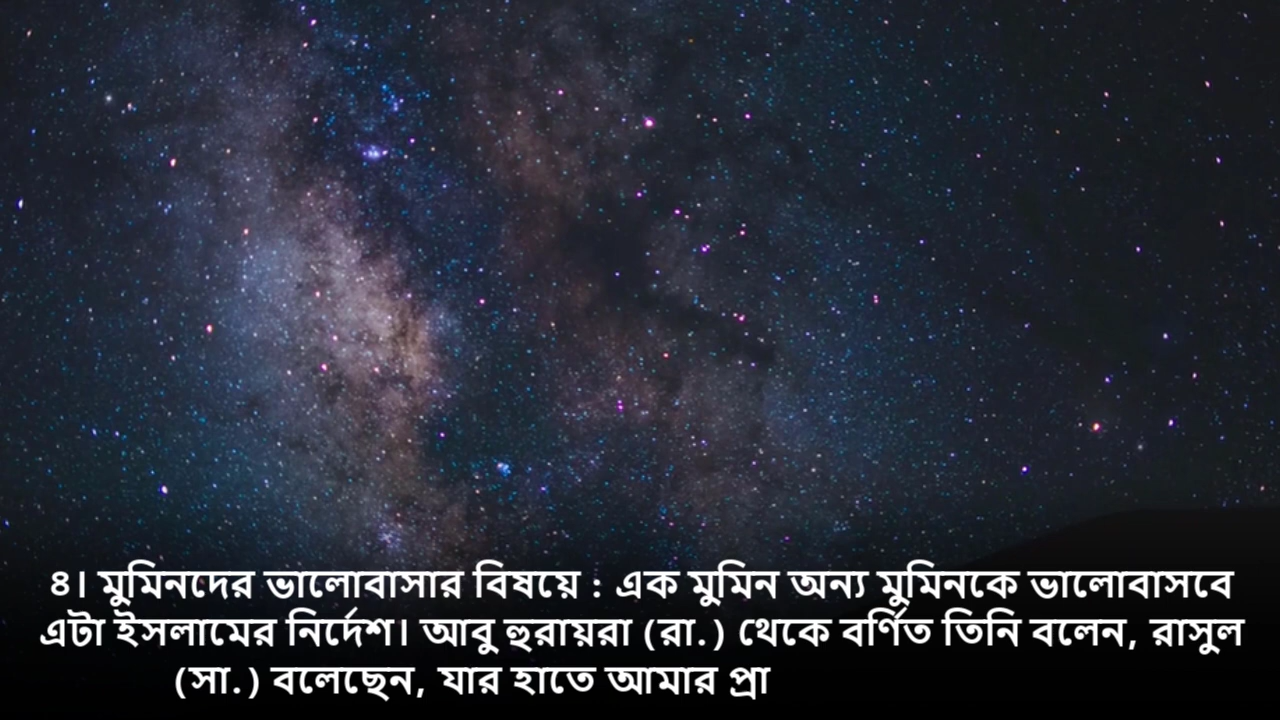 ৪। মুমিনদের ভালোবাসার বিষয়ে : এক মুমিন অন্য মুমিনকে ভালোবাসবে
এটা ইসলামের নির্দেশ। আবু হুরায়রা (রা.) থেকে বর্ণিত তিনি বলেন, রাসুল
(সা.) বলেছেন, যার হাতে আমার প্রা